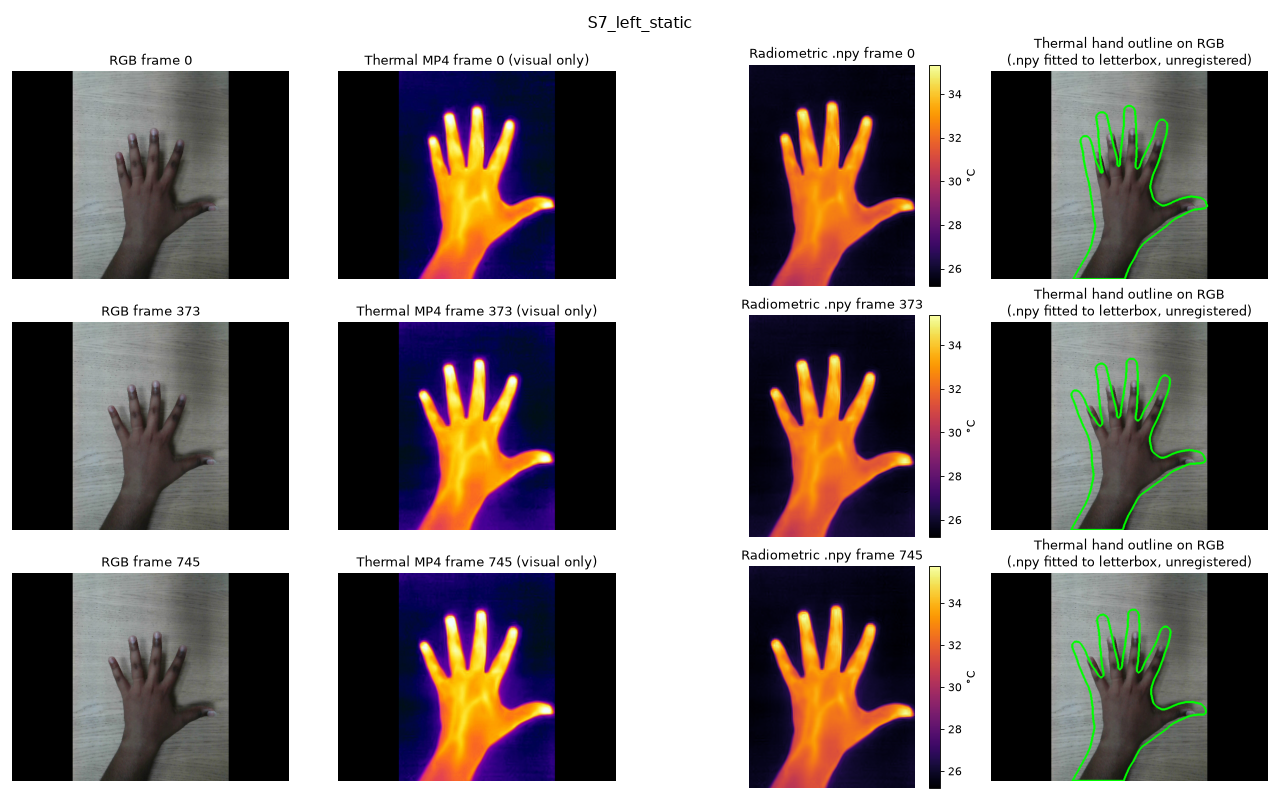 S7_left_static
RGB frame 0
Thermal MP4 frame 0 (visual only)
Radiometric .npy frame 0
Thermal hand outline on RGB
(.npy fitted to letterbox, unregistered)
34
32
30
28
26
°C
RGB frame 373
Thermal MP4 frame 373 (visual only)
Radiometric .npy frame 373
Thermal hand outline on RGB
(.npy fitted to letterbox, unregistered)
34
32
30
28
26
°C
RGB frame 745
Thermal MP4 frame 745 (visual only)
Radiometric .npy frame 745
Thermal hand outline on RGB
(.npy fitted to letterbox, unregistered)
34
32
30
28
26
°C